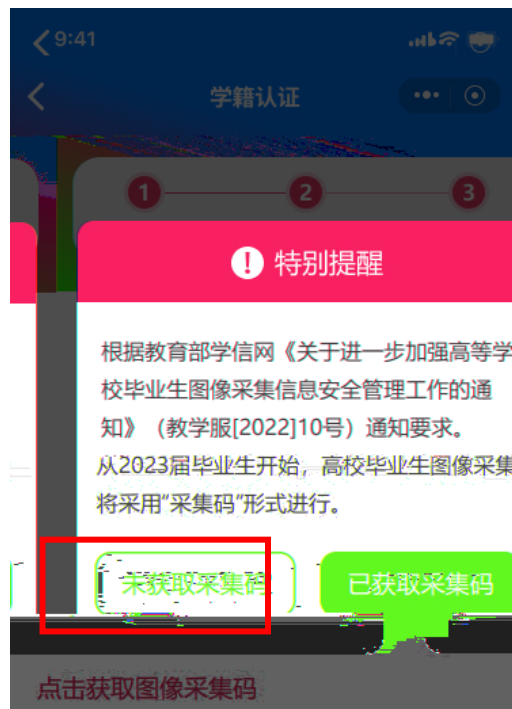 9:41
学籍认证
1
2
3
特别提醒
根据教育部学信网《关于进一步加强高等学
校毕业生图像采集信息安全管理工作的通
知》（教学服[2022]10号）通知要求。
从2023届毕业生开始，高校毕业生图像采集
将采用“采集码”形式进行。
未获取采集码
已获取采集码
点击获取图像采集码